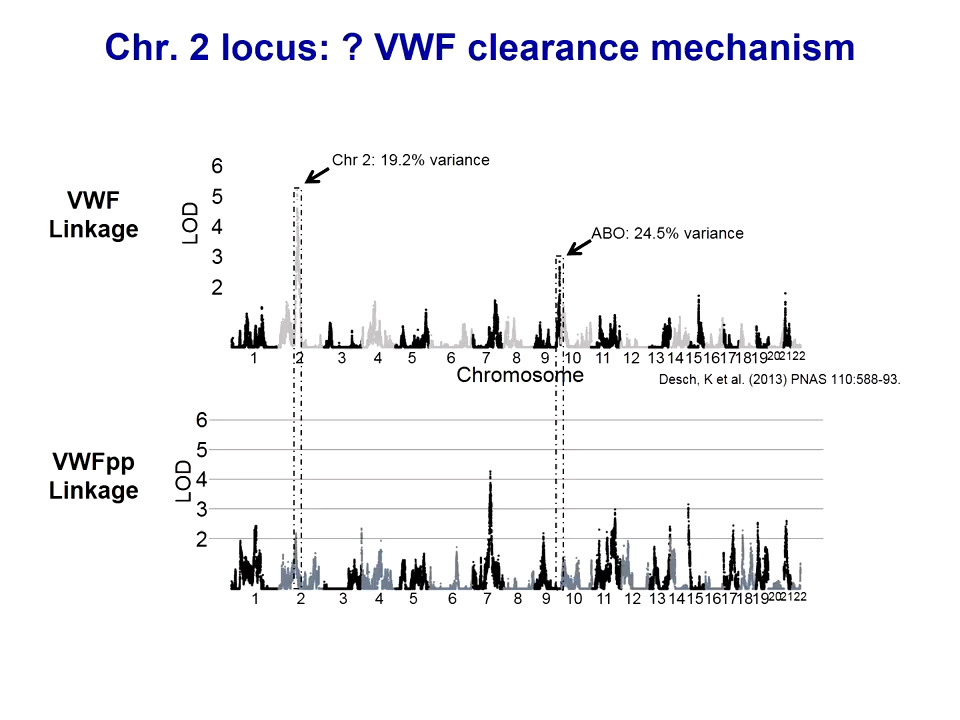 Chr. 2 locus: ? VWF clearance mechanism
Chr 2: 19.2% variance
VWF
Linkage
LOD
6
5
4
3
2
ABO: 24.5% variance
1 2 3 4 5 6 7 8 9 10 11 12 13 14 15 16 17 18 19 20 21 22
Chromosome
Desch, K et al. (2013) PNAS 110:588-93.
VWFpp
Linkage
LOD
6
5
4
3
2
1 2 3 4 5 6 7 8 9 10 11 12 13 14 15 16 17 18 19 20 21 22